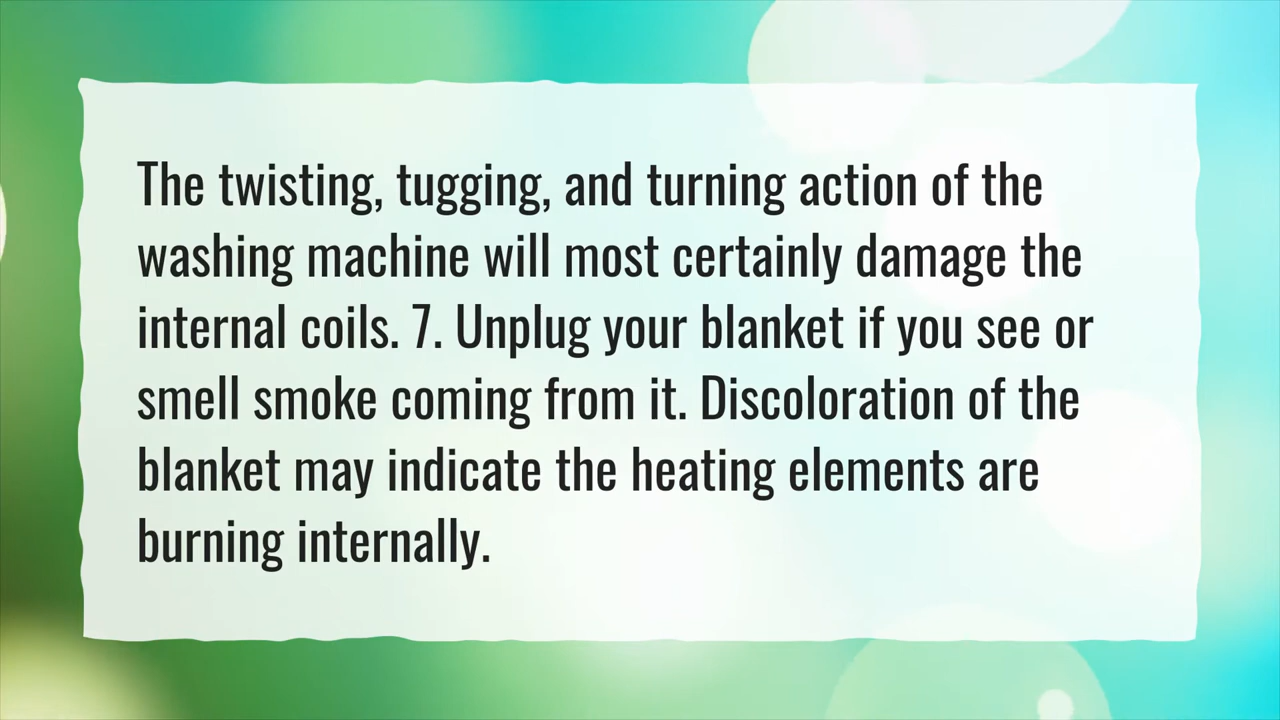 The twisting, tugging, and turning action of the
washing machine will most certainly damage the
internal coils. 7. Unplug your blanket if you see or
smell smoke coming from it. Discoloration of the
blanket may indicate the heating elements are
burning internally.